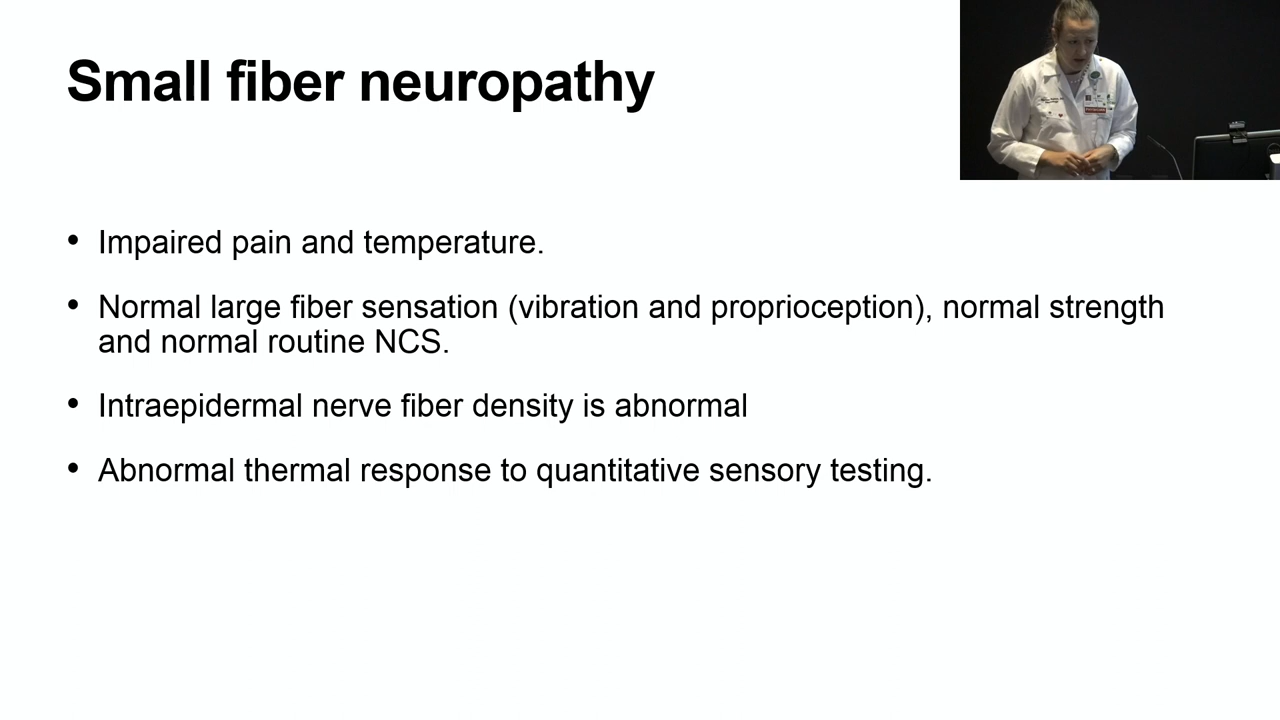 Small fiber neuropathy
• Impaired pain and temperature.
• Normal large fiber sensation (vibration and proprioception), normal strength
and normal routine NCS.
• Intraepidermal nerve fiber density is abnormal
• Abnormal thermal response to quantitative sensory testing.